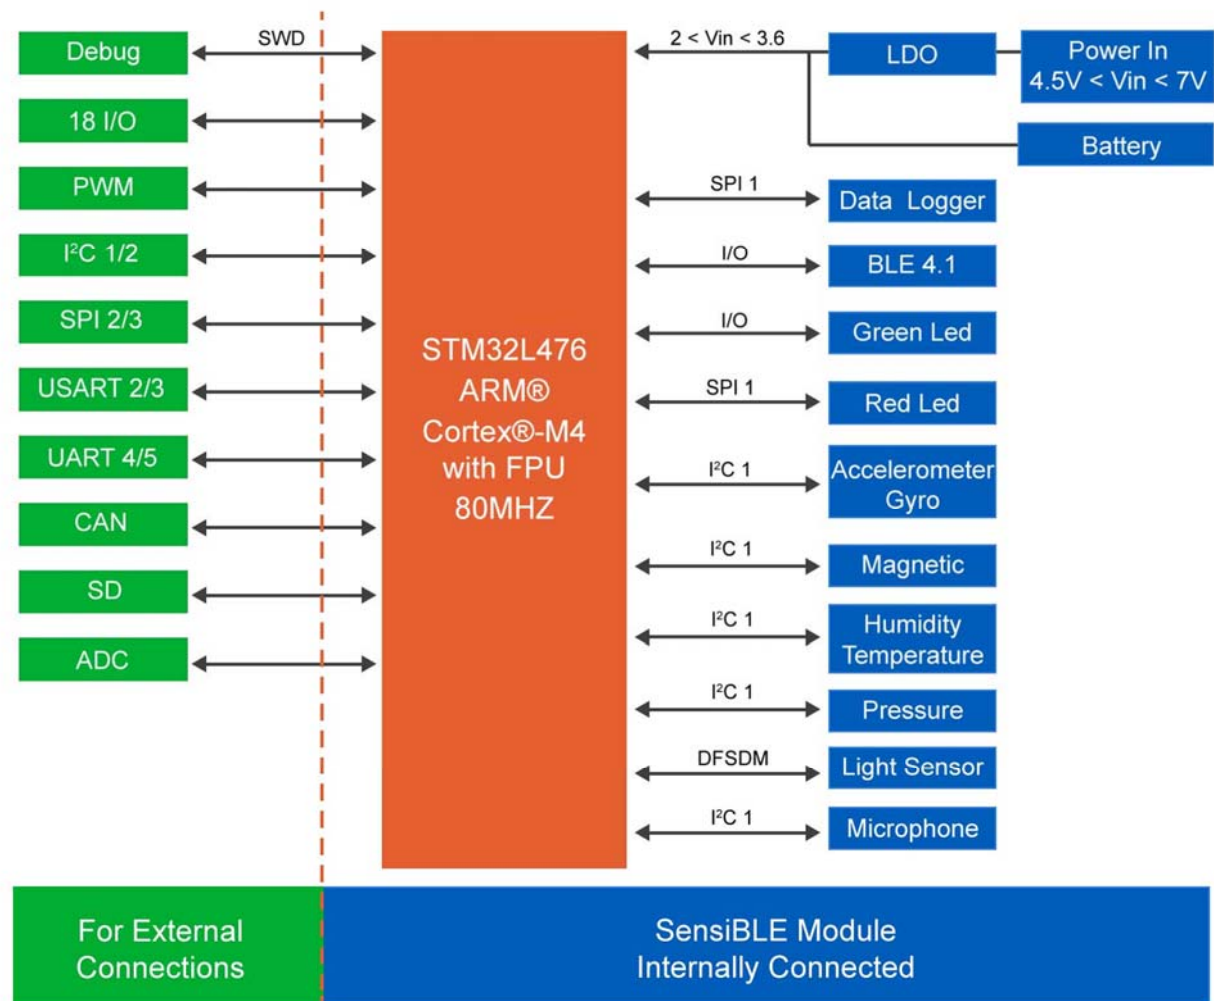 Debug
SWD
2 < Vin < 3.6
LDO
Power In
4.5V < Vin < 7V
18 I/O
Battery
PWM
SPI 1
Data Logger
I²C 1/2
I/O
BLE 4.1
SPI 2/3
I/O
Green Led
STM32L476
ARM®
Cortex®-M4
with FPU
80MHZ
USART 2/3
SPI 1
Red Led
UART 4/5
I²C 1
Accelerometer
Gyro
CAN
I²C 1
Magnetic
SD
I²C 1
Humidity
Temperature
ADC
I²C 1
Pressure
DFSDM
Light Sensor
I²C 1
Microphone
For External
Connections
SensiBLE Module
Internally Connected